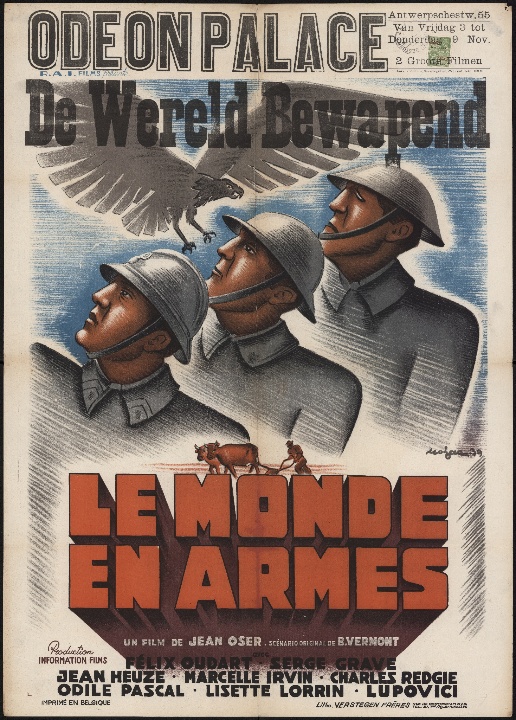 ODEON PALACE
Antwerpschestw, 55
Van Vrijdag 3 tot
Donderdag 9 Nov.
2 Groote Filmen
R.A.I. FILMS
De Wereld Bewapend
39
LE MONDE
EN ARMES
UN FILM DE JEAN OSER. SCÉNARIO ORIGINAL DE B.VERMONT
Production
INFORMATION FILMS
FÉLIX OUDART · SERGE GRAVE
JEAN HEUZE · MARCELLE IRVIN · CHARLES REDGIE
ODILE PASCAL · LISETTE LORRIN · LUPOVICI
IMPRIMÉ EN BELGIQUE
LITH. VERSTEGEN FRÈRES